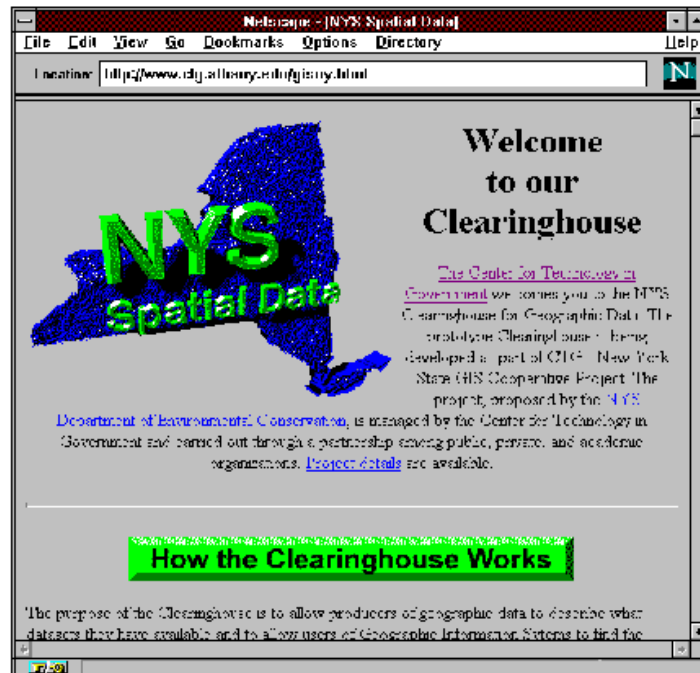 Netscape - [NYS Spatial Data]
File Edit View Go Bookmarks Options Directory Help
Location: http://www.ctg.albany.edu/gisny.html
N
NYS
Spatial Data
Welcome
to our
Clearinghouse
The Center for Technology in
Government welcomes you to the NYS
Clearinghouse for Geographic Data. The
prototype Clearinghouse is being
developed as part of CTG's New York
State GIS Cooperative Project. The
project, proposed by the NYS
Department of Environmental Conservation, is managed by the Center for Technology in
Government and carried out through a partnership among public, private, and academic
organizations. Project details are available.
How the Clearinghouse Works
The purpose of the Clearinghouse is to allow producers of geographic data to describe what
datasets they have available and to allow users of Geographic Information Sytems to find the